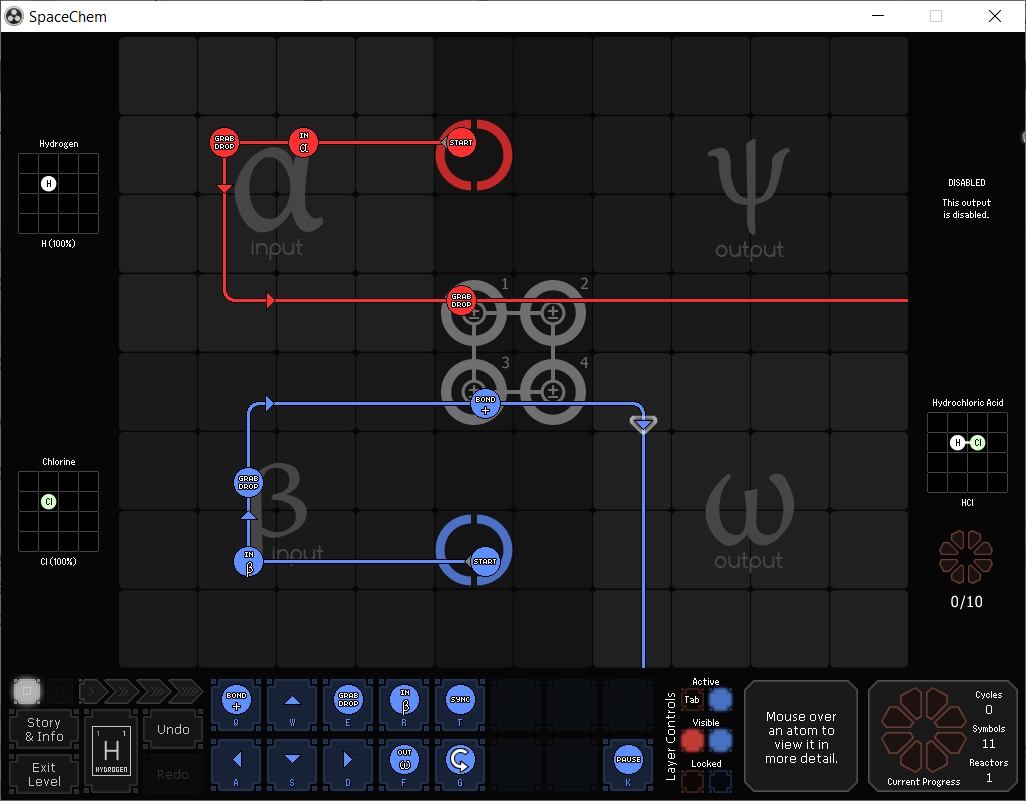 SpaceChem
Hydrogen
H
H (100%)
Chlorine
Cl
Cl (100%)
GRAB
DROP
IN
α
START
α
input
ψ
output
GRAB
DROP
1
2
±
±
3
4
±
±
BOND
+
GRAB
DROP
IN
β
START
β
input
ω
output
DISABLED
This output
is disabled.
Hydrochloric Acid
H Cl
HCl
0/10
Story
& Info
Exit
Level
1 1
H
HYDROGEN
Undo
Redo
BOND
+
Q
W
GRAB
DROP
E
IN
β
R
SYNC
T
A
S
D
OUT
(ω)
F
G
PAUSE
K
Layer Controls
Active
Tab
Visible
Locked
Mouse over
an atom to
view it in
more detail.
Cycles
0
Symbols
11
Reactors
1
Current Progress